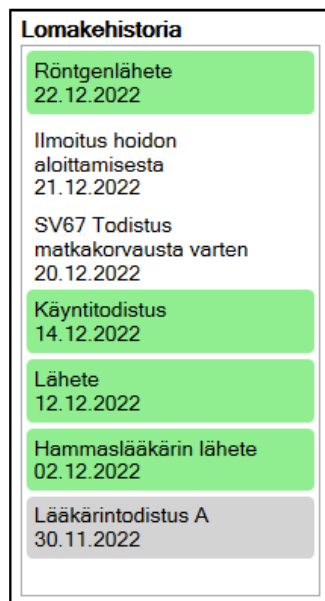 Lomakehistoria
Röntgenlähete
22.12.2022
Ilmoitus hoidon
aloittamisesta
21.12.2022
SV67 Todistus
matkakorvausta varten
20.12.2022
Käyntitodistus
14.12.2022
Lähete
12.12.2022
Hammaslääkärin lähete
02.12.2022
Lääkärintodistus A
30.11.2022